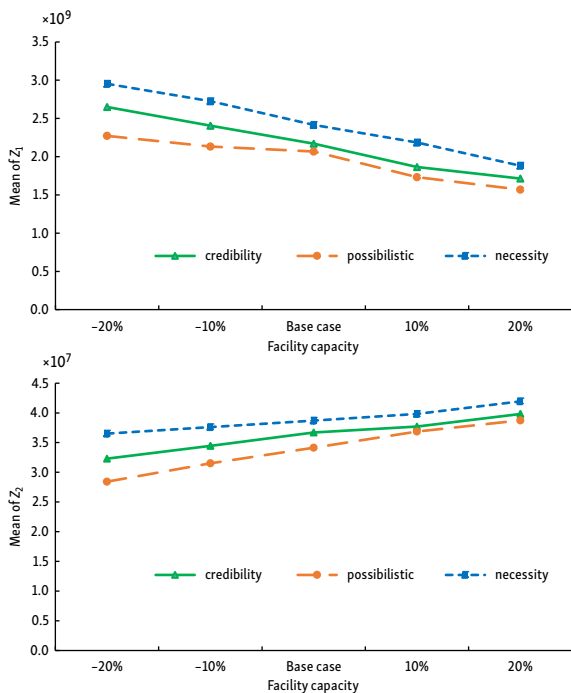 ×10⁹
3.5
3.0
2.5
2.0
1.5
1.0
0.5
0.0
Mean of Z₁
credibility possibilistic necessity
−20% −10% Base case 10% 20%
Facility capacity
×10⁷
4.5
4.0
3.5
3.0
2.5
2.0
1.5
1.0
0.5
0.0
Mean of Z₂
credibility possibilistic necessity
−20% −10% Base case 10% 20%
Facility capacity